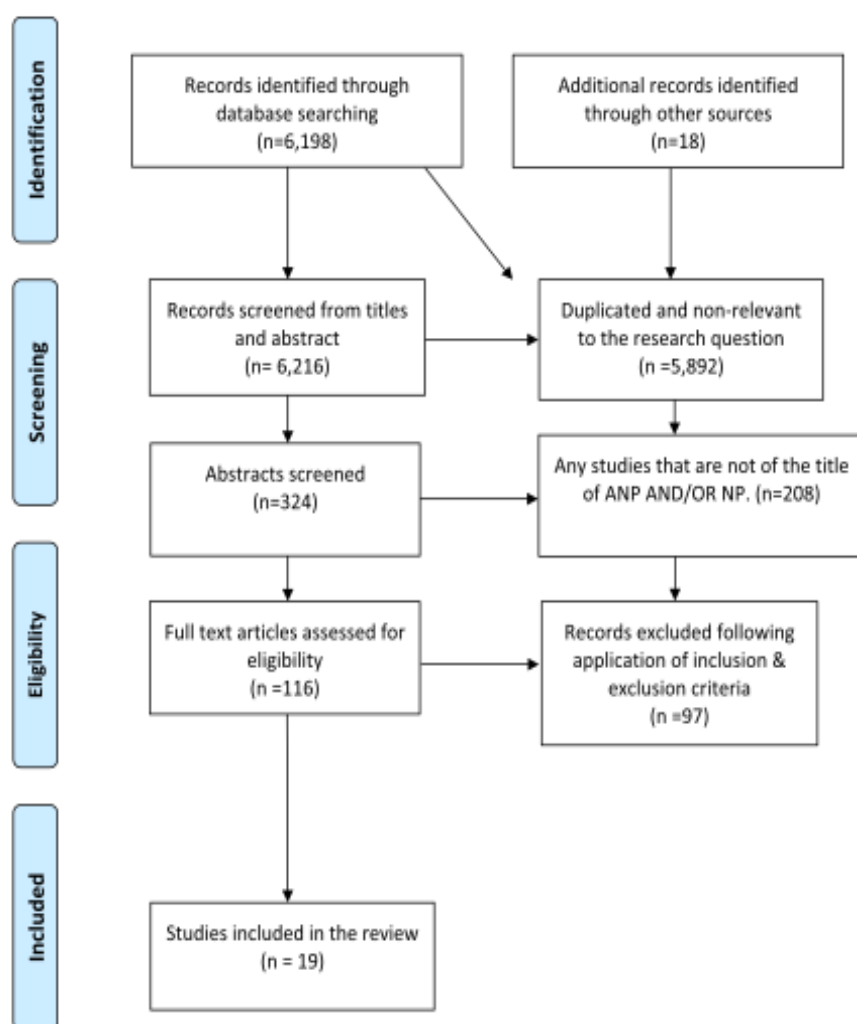 Identification
Records identified through
database searching
(n=6,198)
Additional records identified
through other sources
(n=18)
Screening
Records screened from titles
and abstract
(n= 6,216)
Duplicated and non-relevant
to the research question
(n =5,892)
Abstracts screened
(n=324)
Any studies that are not of the title
of ANP AND/OR NP. (n=208)
Eligibility
Full text articles assessed for
eligibility
(n =116)
Records excluded following
application of inclusion &
exclusion criteria
(n =97)
Included
Studies included in the review
(n = 19)